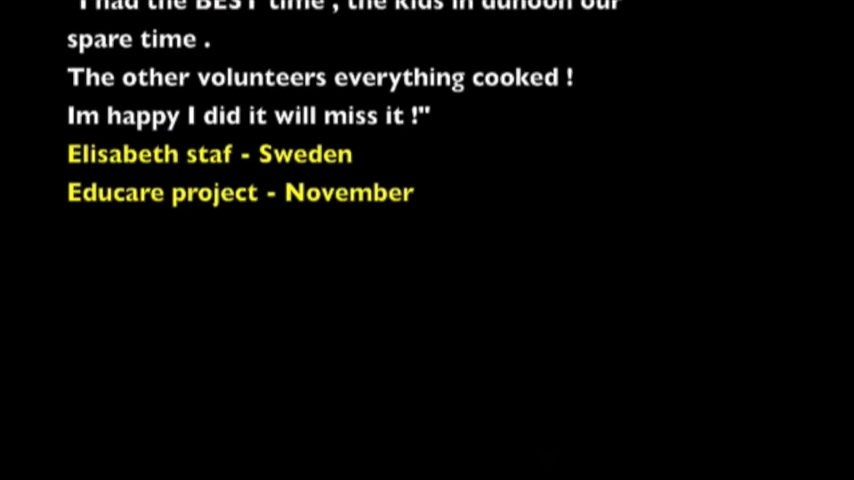 "I had the BEST time , the kids in dunoon our
spare time .
The other volunteers everything cooked !
Im happy I did it will miss it !"
Elisabeth staf - Sweden
Educare project - November